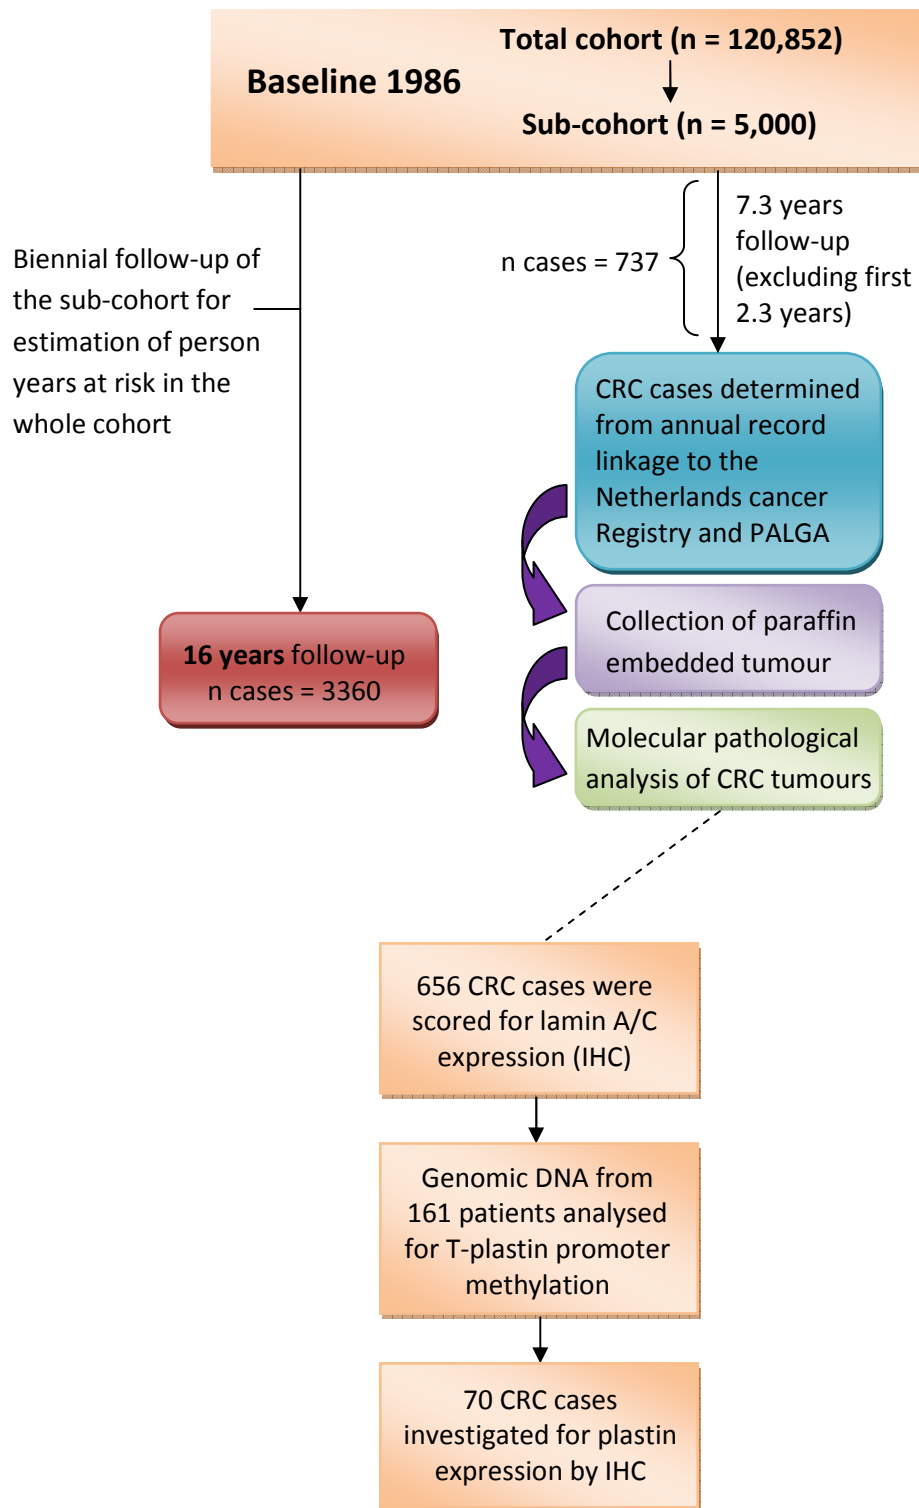 Total cohort (n = 120,852)
Baseline 1986
Sub-cohort (n = 5,000)
7.3 years
follow-up
(excluding first
2.3 years)
n cases = 737
Biennial follow-up of
the sub-cohort for
estimation of person
years at risk in the
whole cohort
CRC cases determined
from annual record
linkage to the
Netherlands cancer
Registry and PALGA
16 years follow-up
n cases = 3360
Collection of paraffin
embedded tumour
Molecular pathological
analysis of CRC tumours
656 CRC cases were
scored for lamin A/C
expression (IHC)
Genomic DNA from
161 patients analysed
for T-plastin promoter
methylation
70 CRC cases
investigated for plastin
expression by IHC